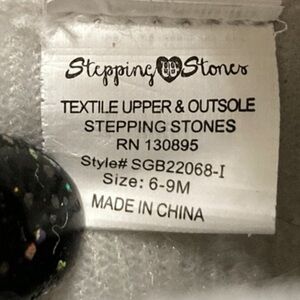 Stepping Stones
TEXTILE UPPER & OUTSOLE
STEPPING STONES
RN 130895
Style# SGB22068-I
Size: 6-9M
MADE IN CHINA